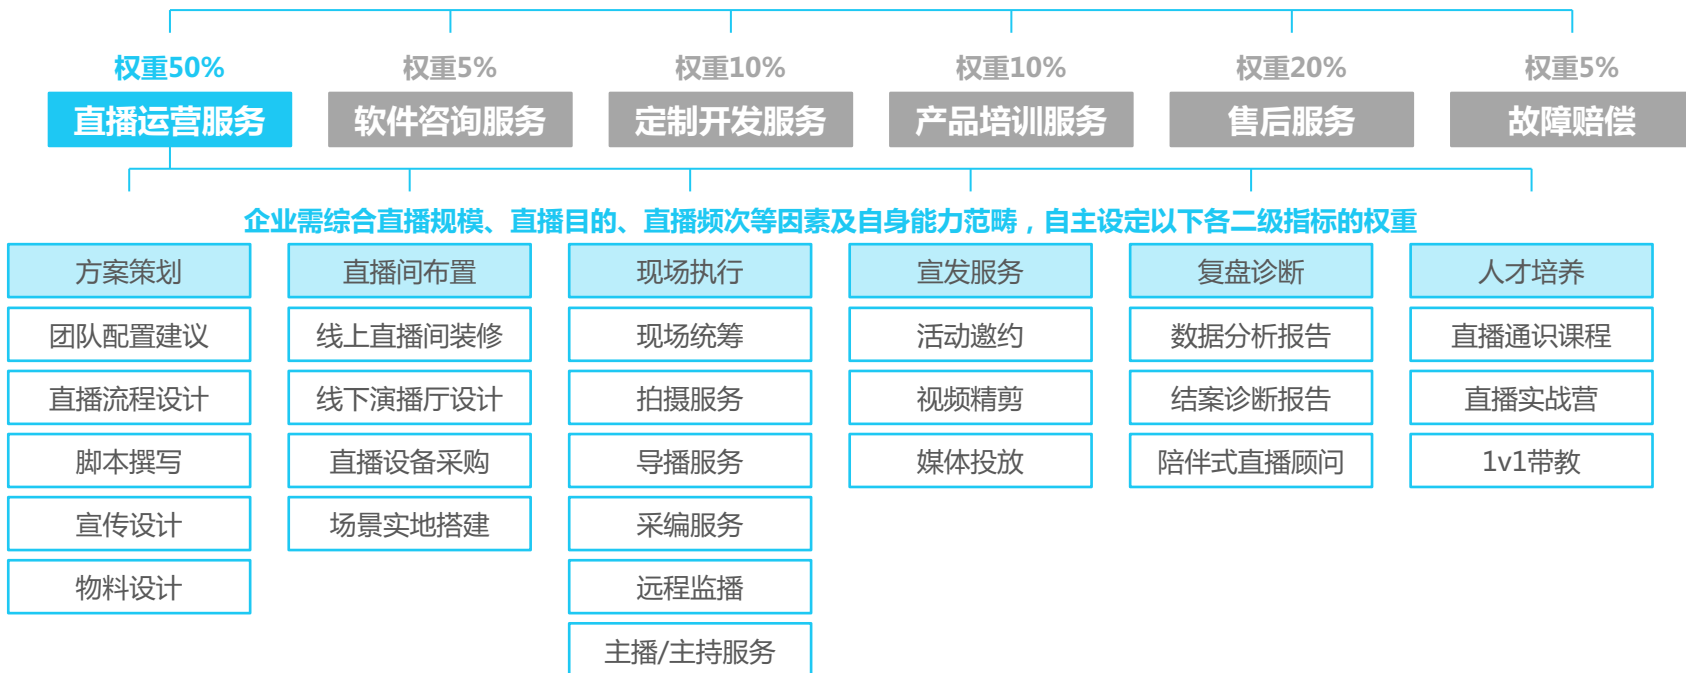 权重50%
权重5%
权重10%
权重10%
权重20%
权重5%
直播运营服务
软件咨询服务
定制开发服务
产品培训服务
售后服务
故障赔偿
企业需综合直播规模、直播目的、直播频次等因素及自身能力范畴，自主设定以下各二级指标的权重
方案策划
直播间布置
现场执行
宣发服务
复盘诊断
人才培养
团队配置建议
线上直播间装修
现场统筹
活动邀约
数据分析报告
直播通识课程
直播流程设计
线下演播厅设计
拍摄服务
视频精剪
结案诊断报告
直播实战营
脚本撰写
直播设备采购
导播服务
媒体投放
陪伴式直播顾问
1v1带教
宣传设计
场景实地搭建
采编服务
物料设计
远程监播
主播/主持服务